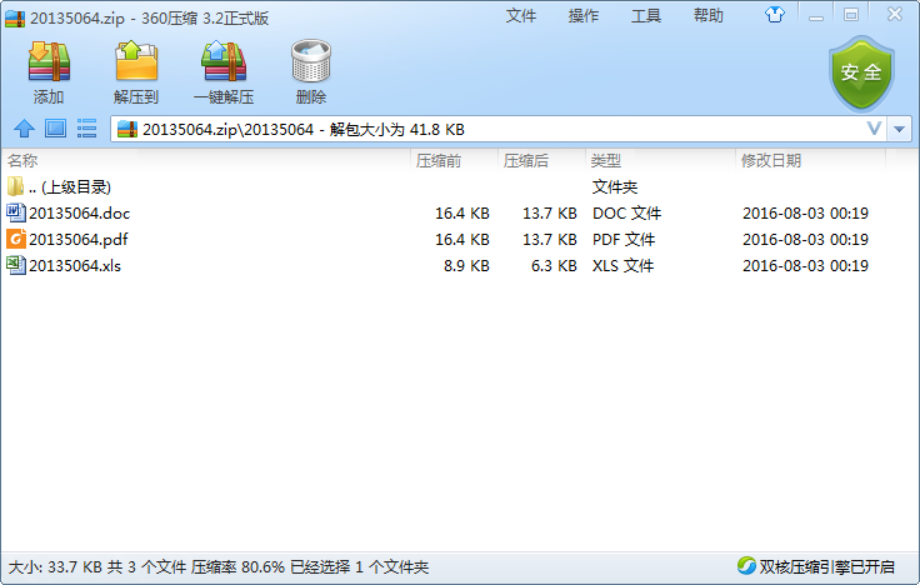 20135064.zip - 360压缩 3.2正式版 文件 操作 工具 帮助
添加 解压到 一键解压 删除 安全
20135064.zip\20135064 - 解包大小为 41.8 KB
名称 压缩前 压缩后 类型 修改日期
.. (上级目录) 文件夹
20135064.doc 16.4 KB 13.7 KB DOC 文件 2016-08-03 00:19
20135064.pdf 16.4 KB 13.7 KB PDF 文件 2016-08-03 00:19
20135064.xls 8.9 KB 6.3 KB XLS 文件 2016-08-03 00:19
大小: 33.7 KB 共 3 个文件 压缩率 80.6% 已经选择 1 个文件夹 双核压缩引擎已开启